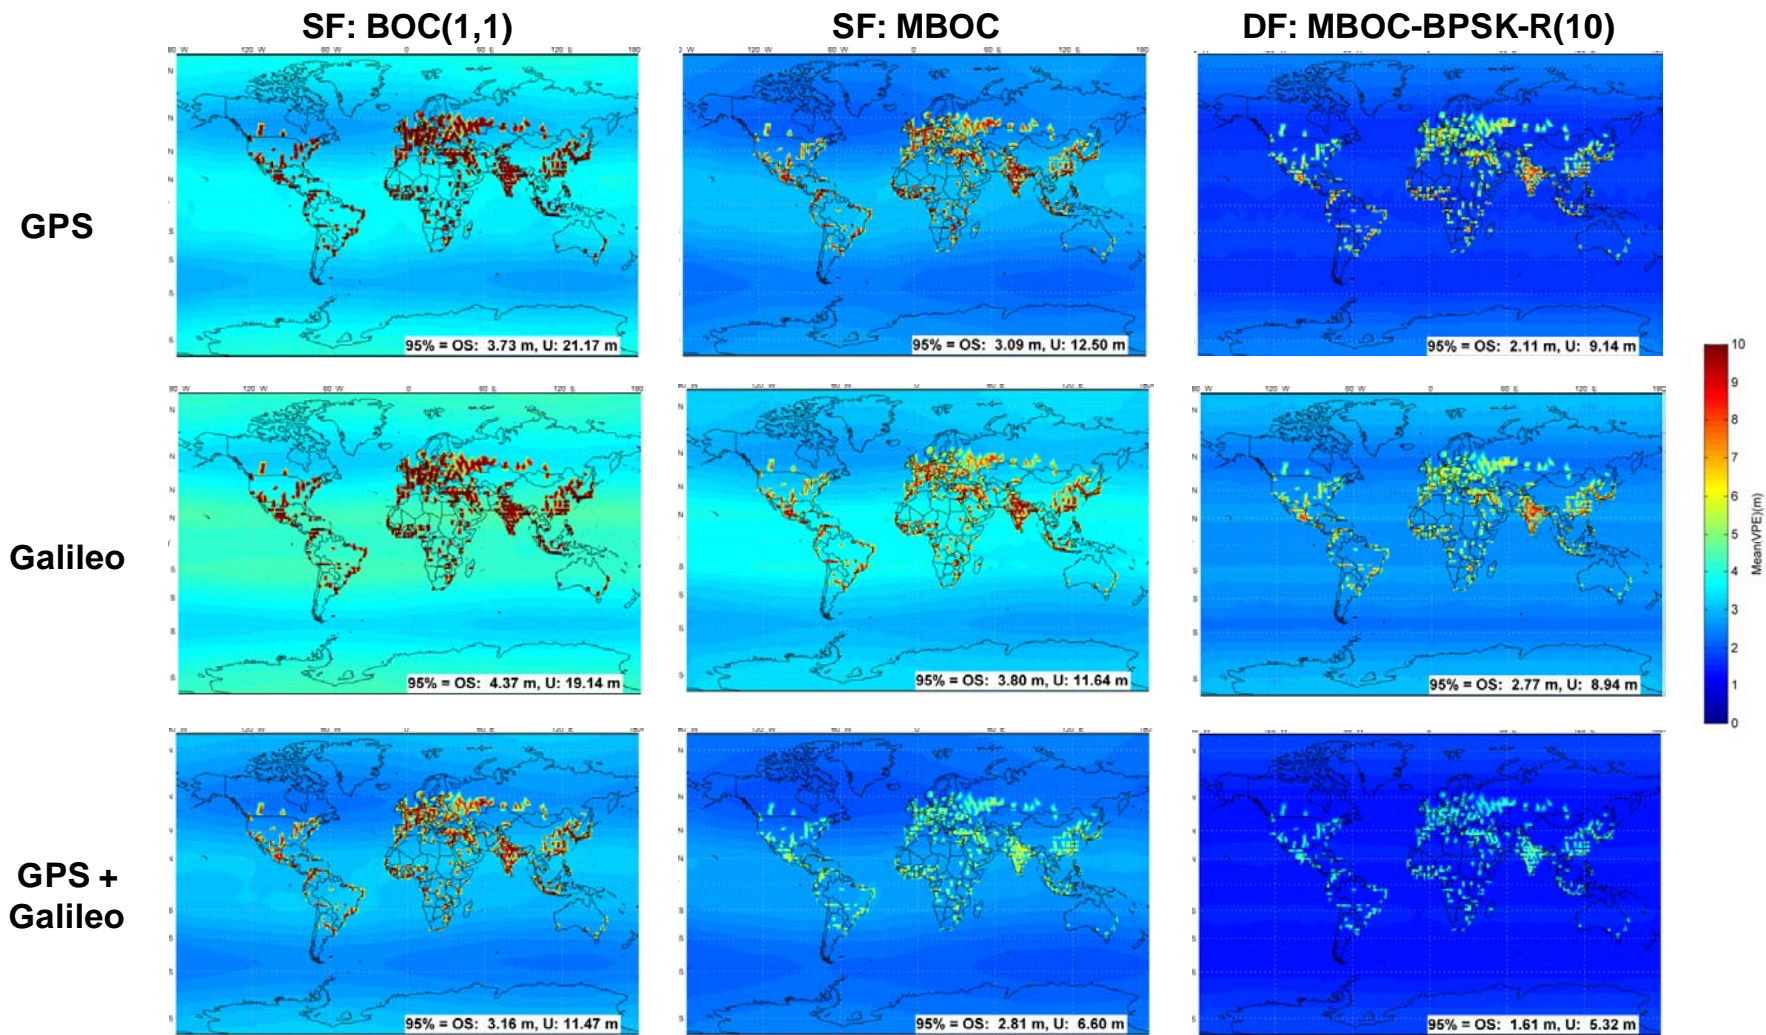 SF: BOC(1,1)
SF: MBOC
DF: MBOC-BPSK-R(10)
GPS
95% = OS: 3.73 m, U: 21.17 m
95% = OS: 3.09 m, U: 12.50 m
95% = OS: 2.11 m, U: 9.14 m
Galileo
95% = OS: 4.37 m, U: 19.14 m
95% = OS: 3.80 m, U: 11.64 m
95% = OS: 2.77 m, U: 8.94 m
GPS +
Galileo
95% = OS: 3.16 m, U: 11.47 m
95% = OS: 2.81 m, U: 6.60 m
95% = OS: 1.61 m, U: 5.32 m
10
9
8
7
6
5
4
3
2
1
0
Mean(VPE)(m)